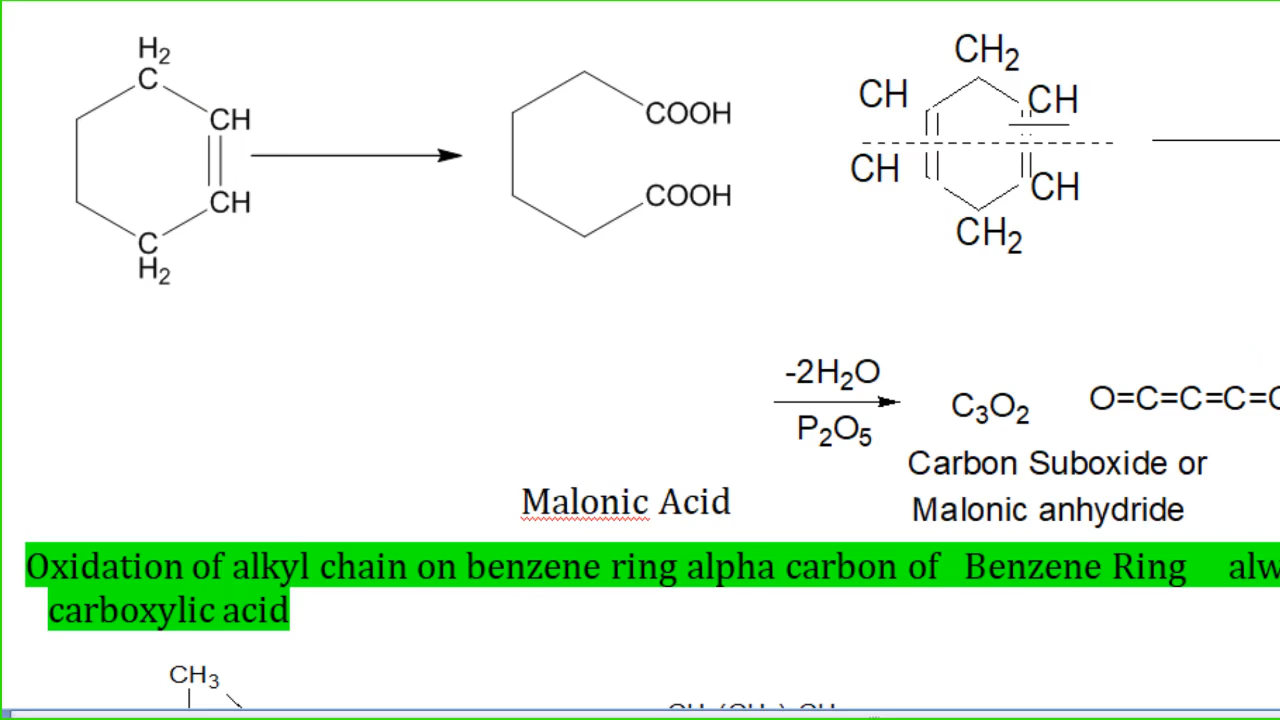 H2
C
CH
CH
C
H2
COOH
COOH
CH2
CH
CH
CH
CH
CH2
-2H2O
P2O5
C3O2
O=C=C=C=
Carbon Suboxide or
Malonic anhydride
Malonic Acid
Oxidation of alkyl chain on benzene ring alpha carbon of Benzene Ring
carboxylic acid
CH3